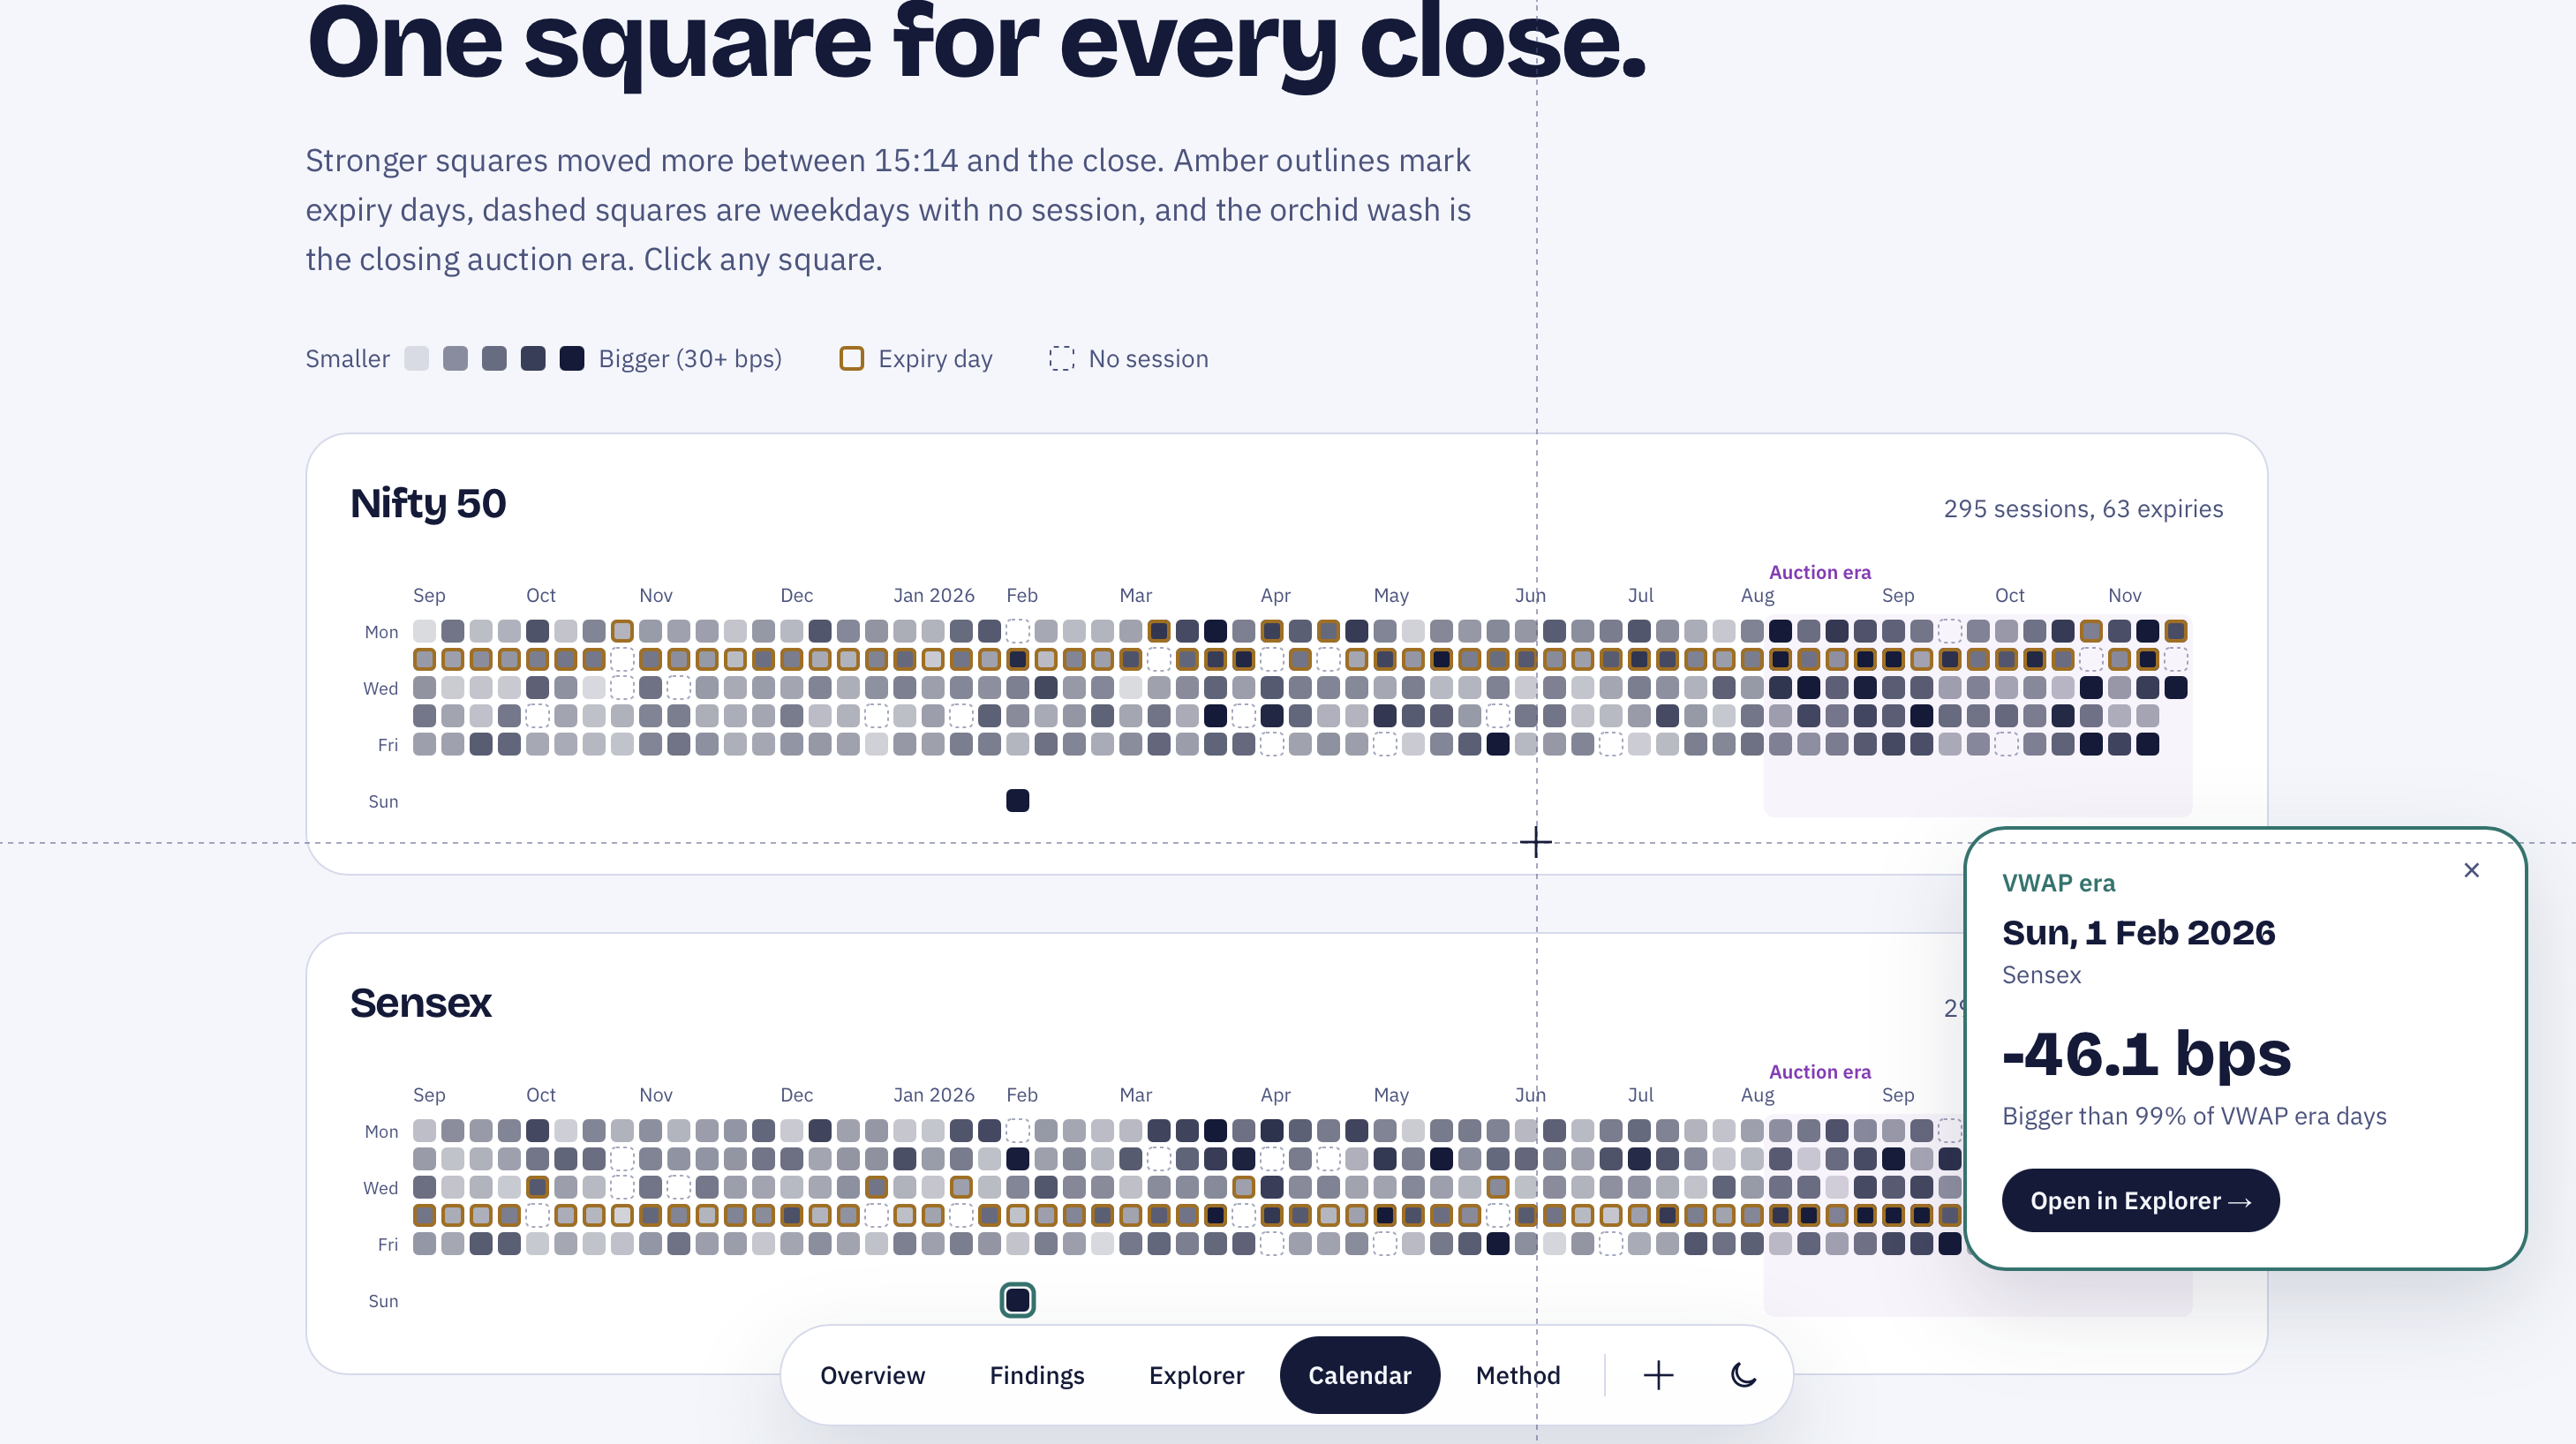 One square for every close.
Stronger squares moved more between 15:14 and the close. Amber outlines mark
expiry days, dashed squares are weekdays with no session, and the orchid wash is
the closing auction era. Click any square.
Smaller Bigger (30+ bps) Expiry day No session
Nifty 50
295 sessions, 63 expiries
Auction era
Sep Oct Nov Dec Jan 2026 Feb Mar Apr May Jun Jul Aug Sep Oct Nov
Mon
Wed
Fri
Sun
Sensex
Auction era
Sep Oct Nov Dec Jan 2026 Feb Mar Apr May Jun Jul Aug Sep
Mon
Wed
Fri
Sun
VWAP era
×
Sun, 1 Feb 2026
Sensex
-46.1 bps
Bigger than 99% of VWAP era days
Open in Explorer →
Overview Findings Explorer Calendar Method